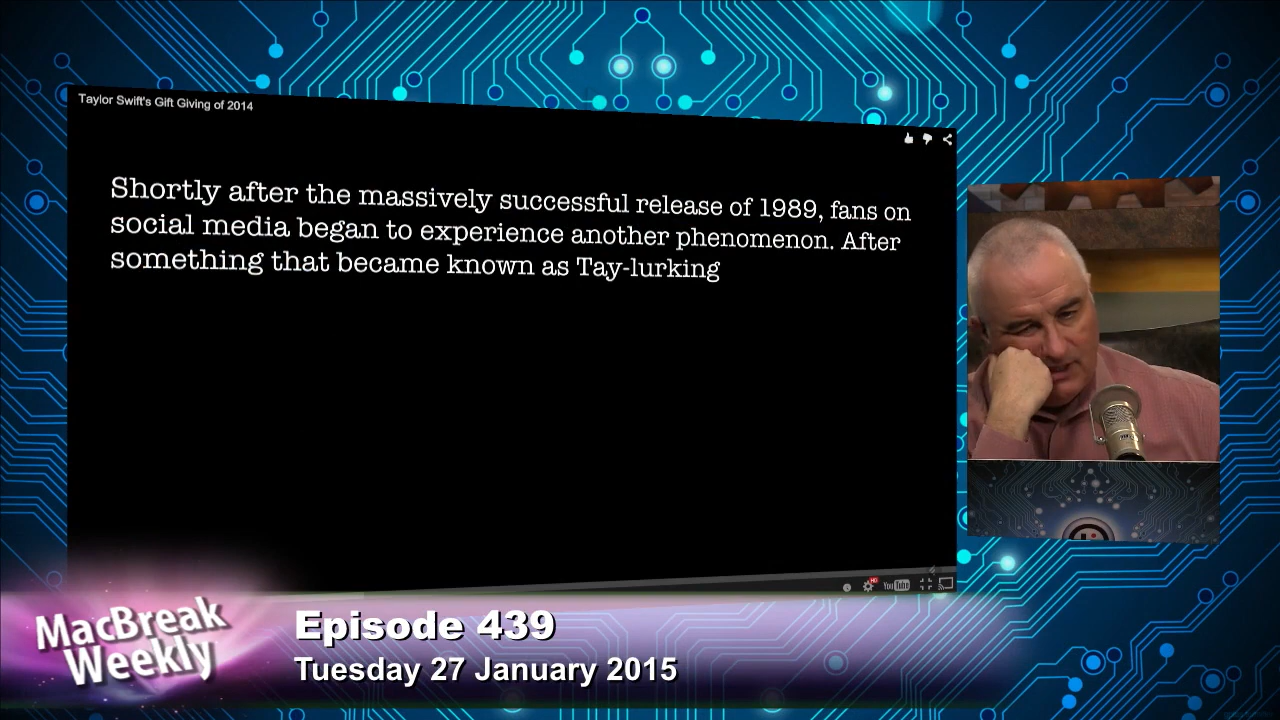 Taylor Swift's Gift Giving of 2014
Shortly after the massively successful release of 1989, fans on
social media began to experience another phenomenon. After
something that became known as Tay-lurking
HD
YouTube
MacBreak
Weekly
Episode 439
Tuesday 27 January 2015